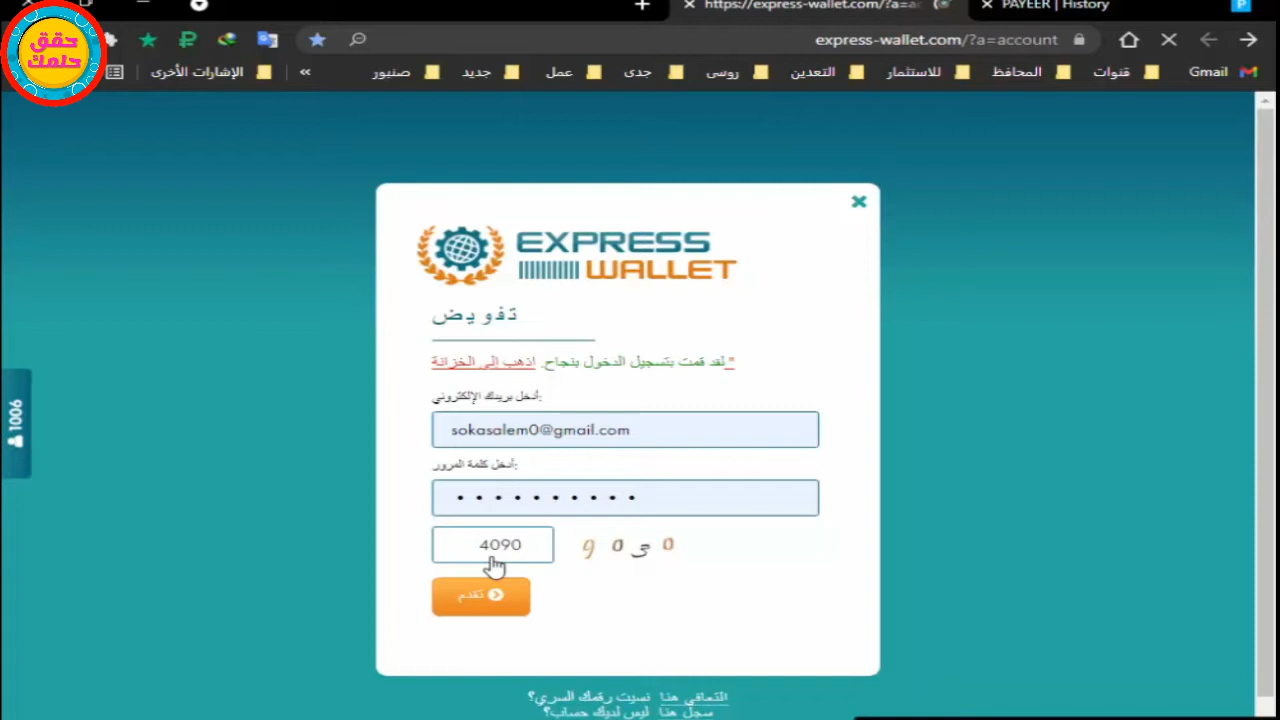 https://express-wallet.com/?a=a
PAYEER | History
express-wallet.com/?a=account
حقق
حلمك
Gmail
قنوات
المحافظ
للاستثمار
التعدين
روسى
جدى
عمل
جديد
صنبور
»
الإشارات الأخرى
EXPRESS
WALLET
تفويض
"لقد قمت بتسجيل الدخول بنجاح. اذهب إلى الخزانة
أدخل بريدك الإلكتروني:
sokasalem0@gmail.com
أدخل كلمة المرور:
4090
تقدم
1006
نسيت رقمك السري؟ التعافي هنا
ليس لديك حساب؟ سجل هنا